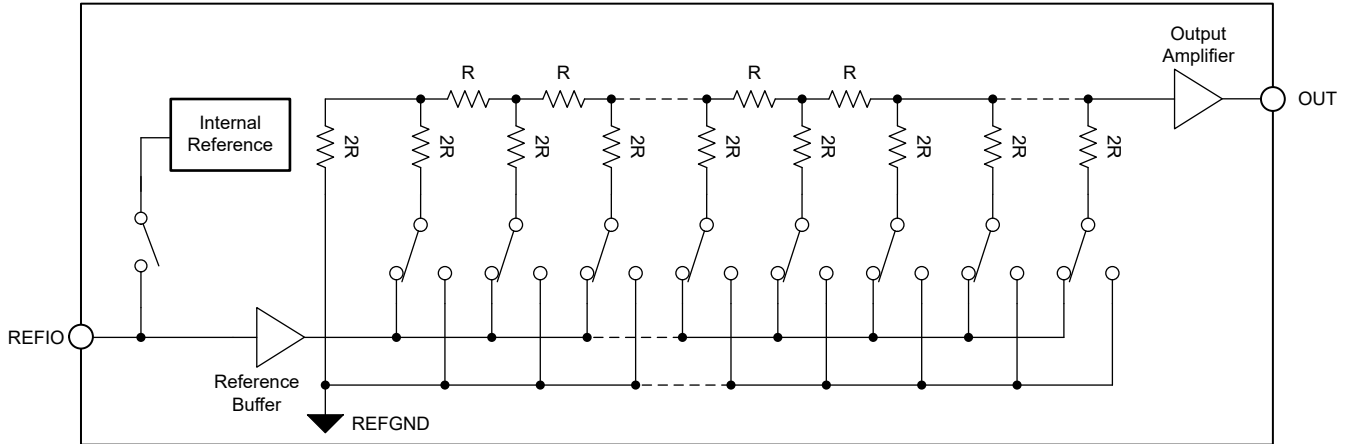 Output
Amplifier
R
R
R
R
OUT
Internal
Reference
2R
2R
2R
2R
2R
2R
2R
2R
2R
REFIO
Reference
Buffer
REFGND